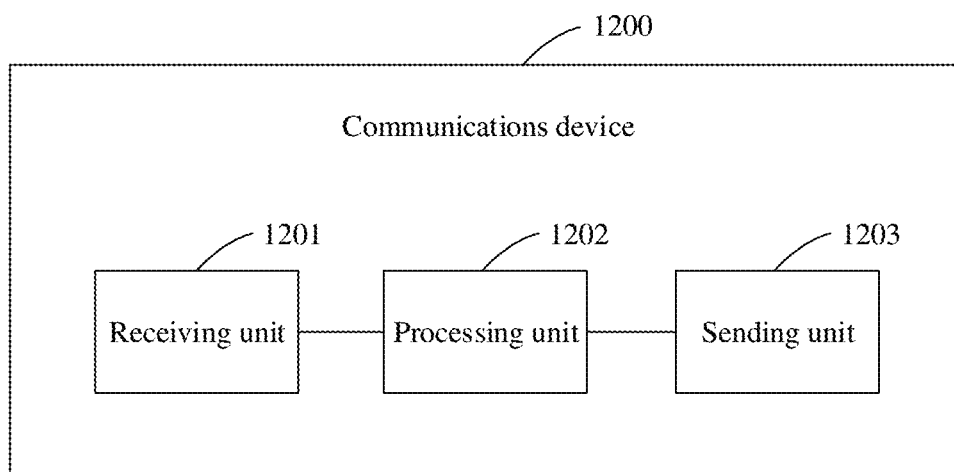 1200
Communications device
1201
1202
1203
Receiving unit
Processing unit
Sending unit